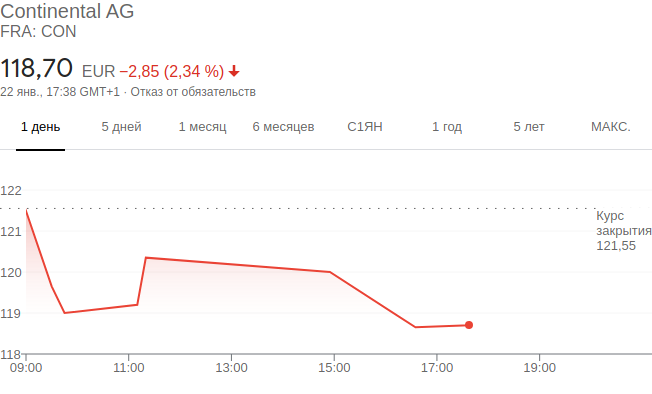 Continental AG
FRA: CON
118,70 EUR −2,85 (2,34 %)
22 янв., 17:38 GMT+1 · Отказ от обязательств
1 день 5 дней 1 месяц 6 месяцев С1ЯН 1 год 5 лет МАКС.
122
121
120
119
118
Курс
закрытия
121,55
09:00 11:00 13:00 15:00 17:00 19:00